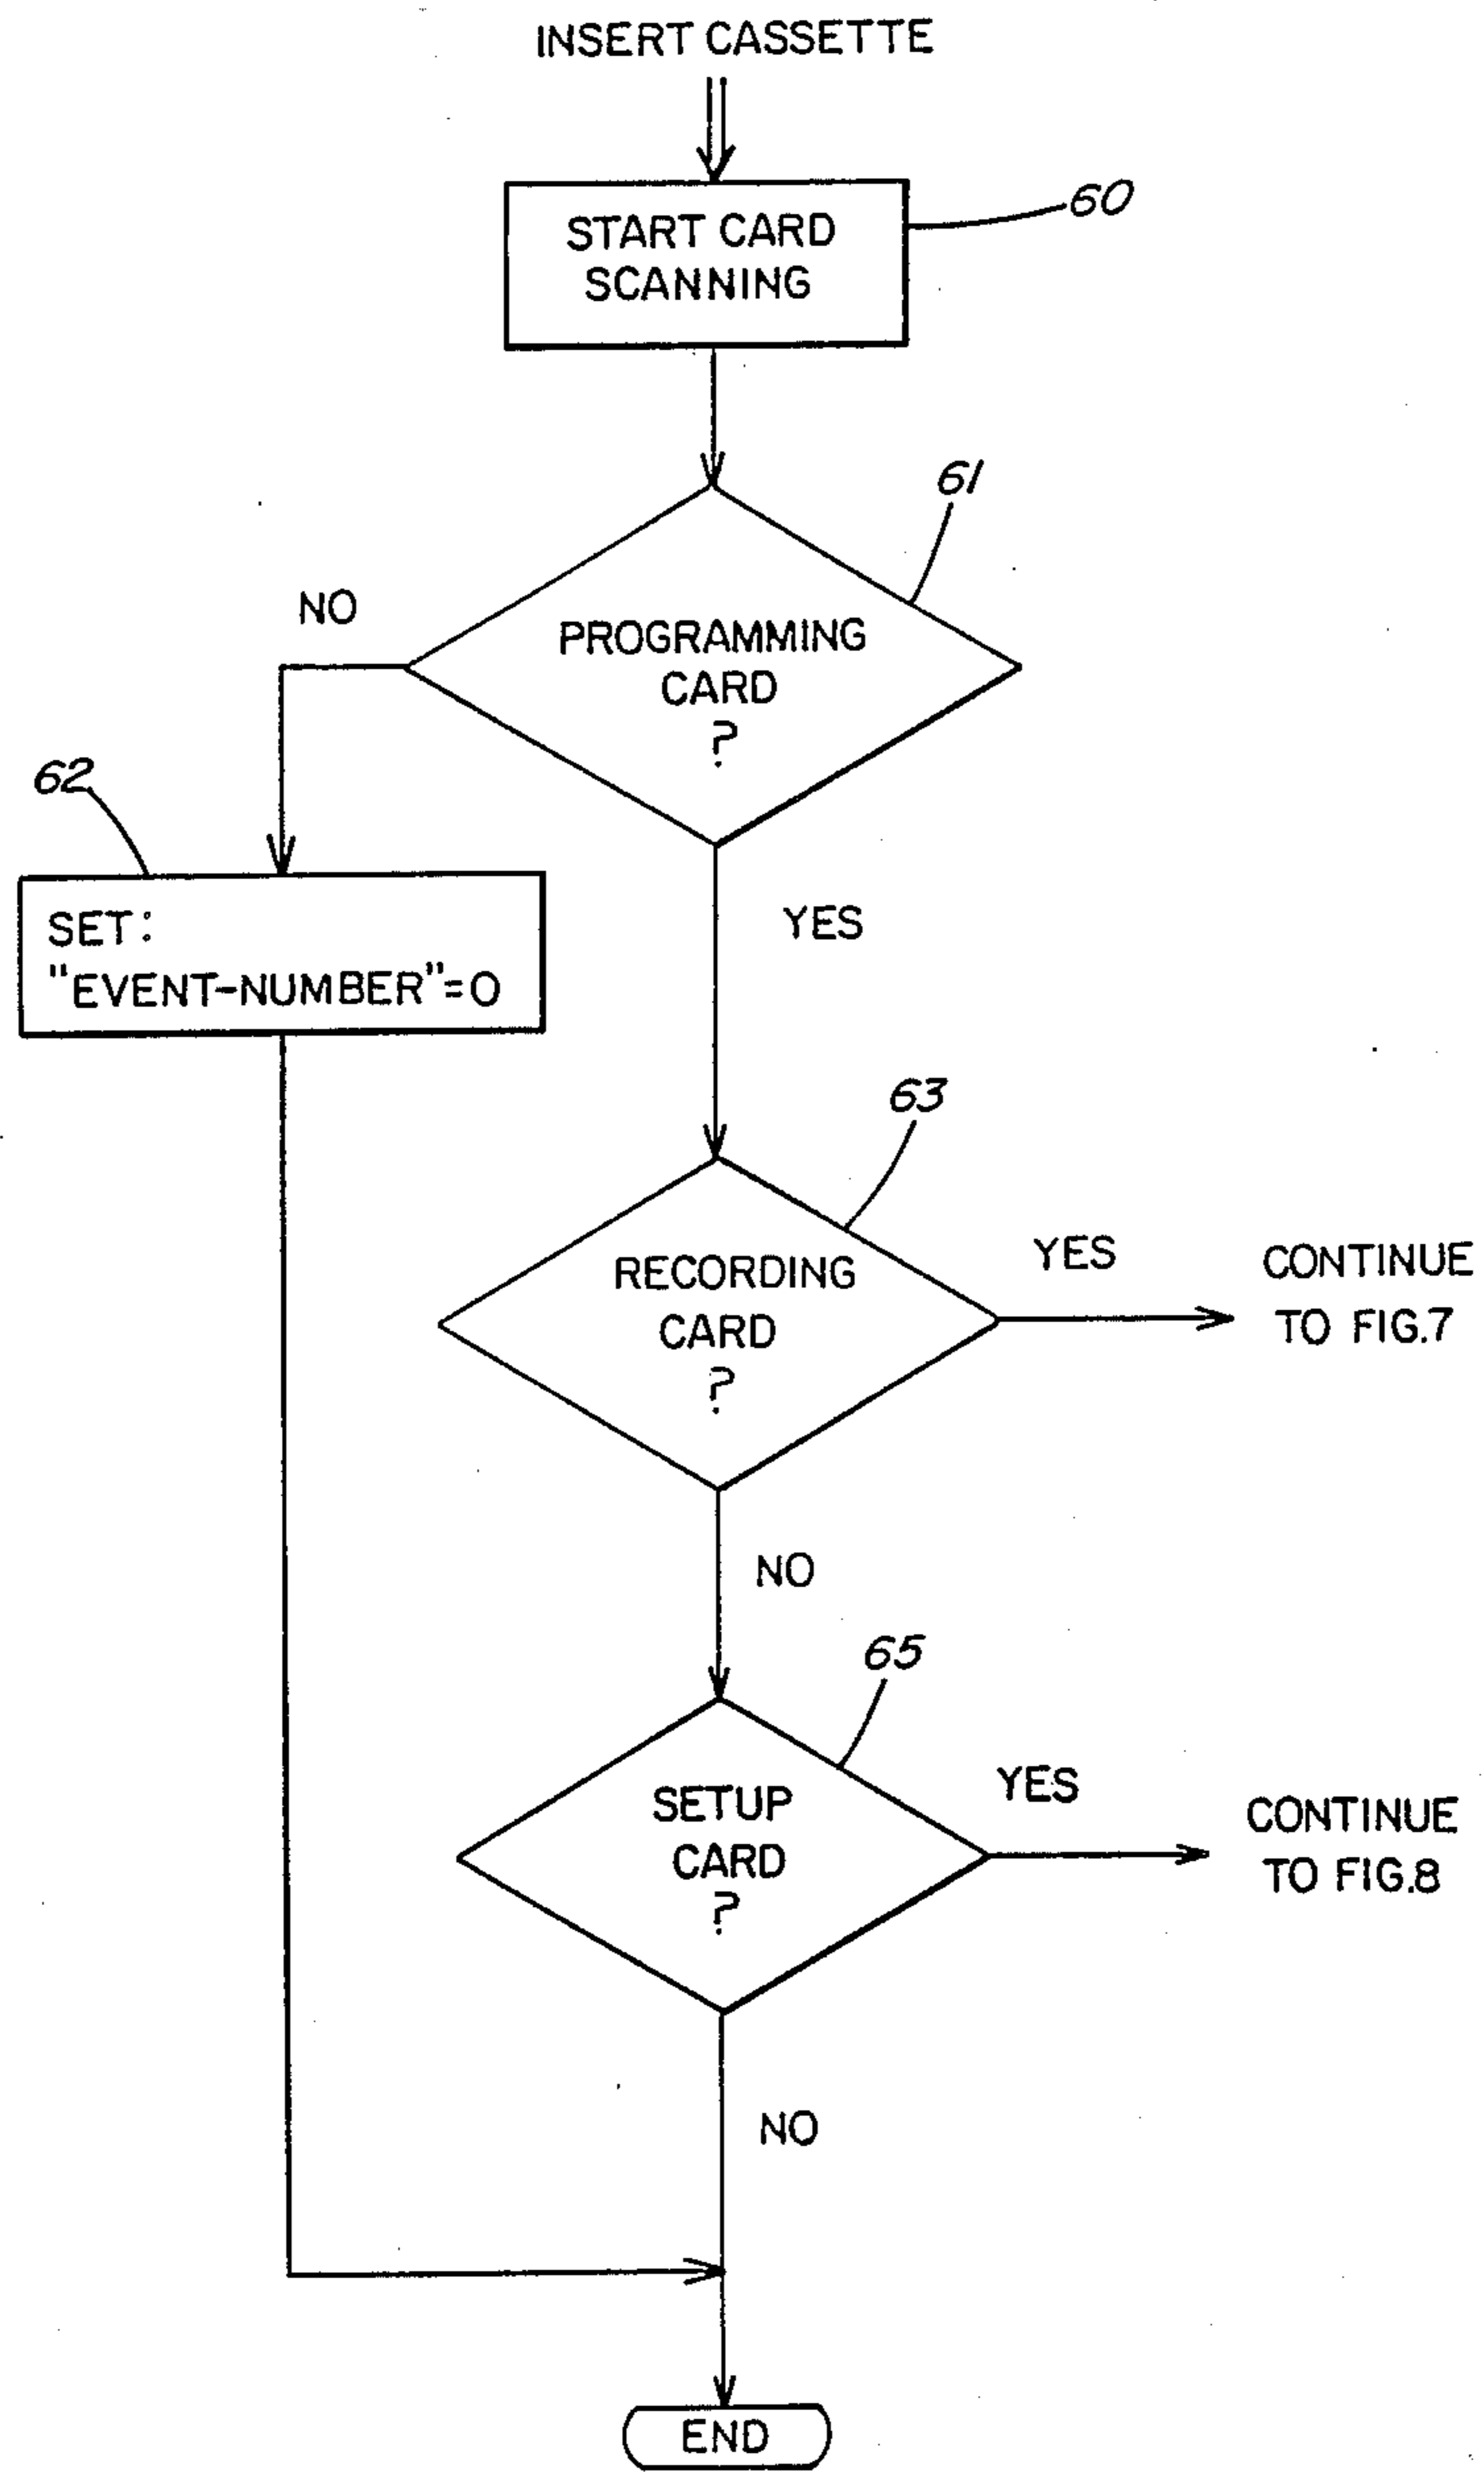 INSERT CASSETTE
START CARD
SCANNING
60
61
NO
PROGRAMMING
CARD
?
62
YES
SET:
"EVENT-NUMBER"=0
63
RECORDING
CARD
?
YES
CONTINUE
TO FIG.7
NO
65
SETUP
CARD
?
YES
CONTINUE
TO FIG.8
NO
END